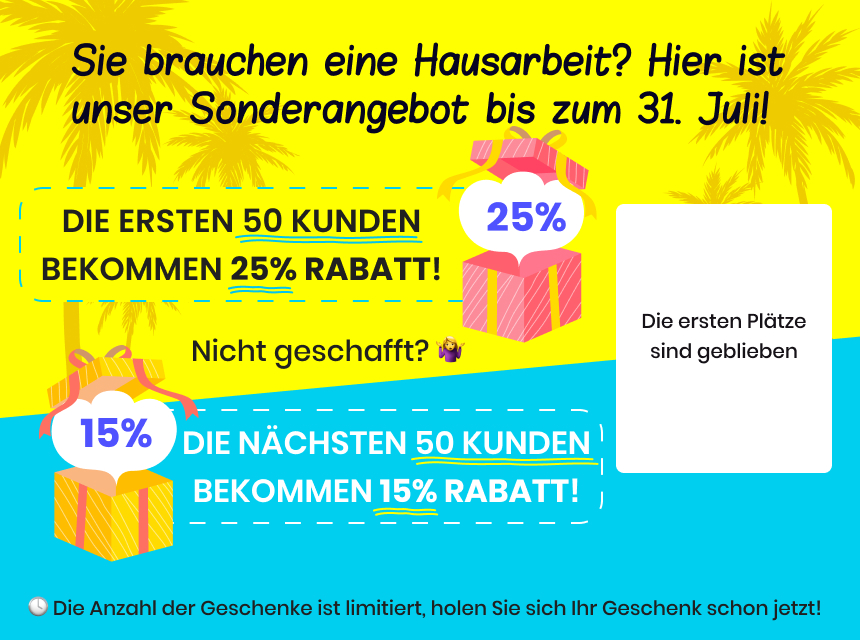 Sie brauchen eine Hausarbeit? Hier ist
unser Sonderangebot bis zum 31. Juli!
DIE ERSTEN 50 KUNDEN
BEKOMMEN 25% RABATT!
25%
Die ersten Plätze
sind geblieben
Nicht geschafft? 🤷‍♀️
15%
DIE NÄCHSTEN 50 KUNDEN
BEKOMMEN 15% RABATT!
🕓 Die Anzahl der Geschenke ist limitiert, holen Sie sich Ihr Geschenk schon jetzt!